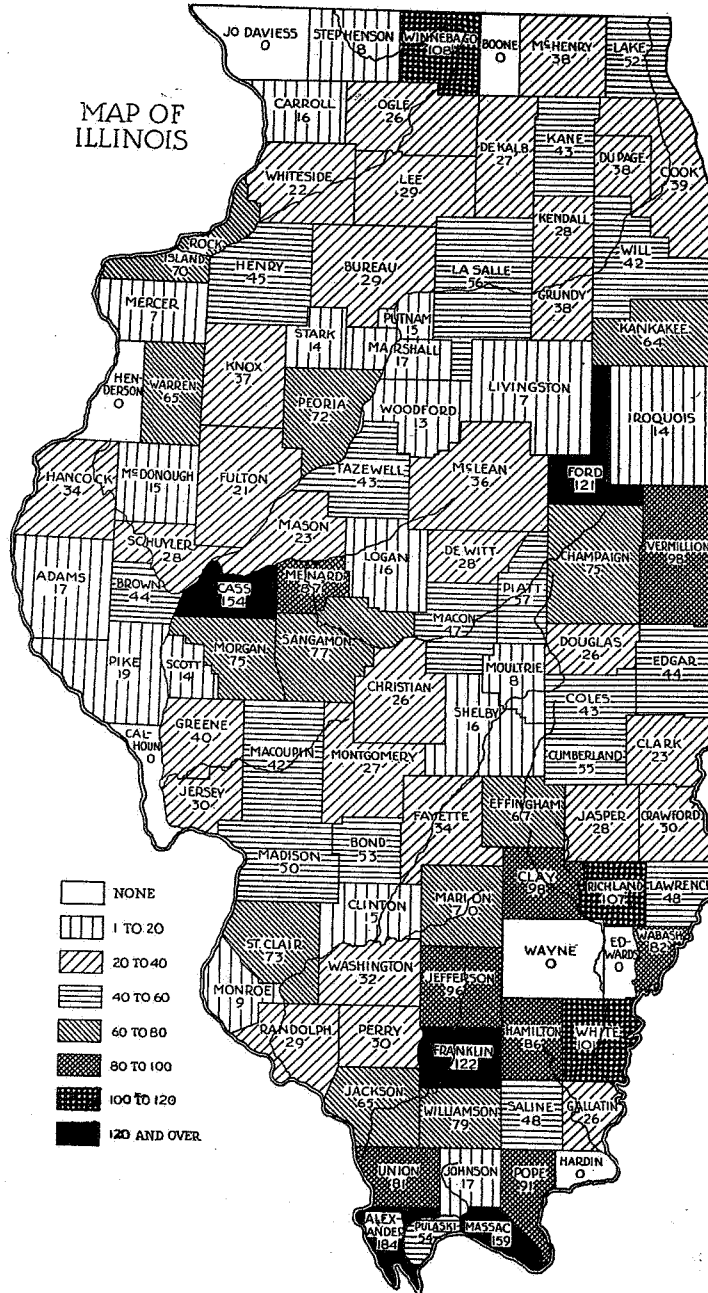 MAP OF
ILLINOIS
JO DAVIESS
0
STEPHENSON
8
WINNEBAGO
108
BOONE
0
McHENRY
38
LAKE
52
CARROLL
16
OGLE
26
DE KALB
27
KANE
43
DU PAGE
38
COOK
39
WHITESIDE
22
LEE
29
KENDALL
28
WILL
42
ROCK
ISLAND
70
HENRY
45
BUREAU
29
LA SALLE
56
GRUNDY
38
KANKAKEE
64
MERCER
7
STARK
14
PUTNAM
15
MARSHALL
17
HEN-
DERSON
0
WARREN
65
KNOX
37
PEORIA
72
WOODFORD
13
LIVINGSTON
7
IROQUOIS
14
FORD
121
HANCOCK
34
McDONOUGH
15
FULTON
21
TAZEWELL
43
McLEAN
36
SCHUYLER
28
MASON
23
LOGAN
16
DE WITT
28
CHAMPAIGN
75
VERMILLION
98
ADAMS
17
BROWN
44
CASS
154
MENARD
87
MACON
47
PIATT
57
PIKE
19
SCOTT
14
MORGAN
75
SANGAMON
77
CHRISTIAN
26
MOULTRIE
8
DOUGLAS
26
EDGAR
44
COLES
43
SHELBY
16
CAL-
HOUN
0
GREENE
40
MACOUPIN
42
MONTGOMERY
27
CUMBERLAND
55
CLARK
23
JERSEY
30
FAYETTE
34
EFFINGHAM
67
JASPER
28
CRAWFORD
30
MADISON
50
BOND
53
CLAY
98
RICHLAND
107
LAWRENCE
48
CLINTON
15
MARION
70
ST. CLAIR
73
WASHINGTON
32
WAYNE
0
ED-
WARDS
0
WABASH
82
MONROE
9
JEFFERSON
96
RANDOLPH
29
PERRY
30
FRANKLIN
122
HAMILTON
86
WHITE
101
JACKSON
65
WILLIAMSON
79
SALINE
48
GALLATIN
26
UNION
81
JOHNSON
17
POPE
91
HARDIN
0
ALEX-
ANDER
184
PULASKI
54
MASSAC
159
NONE
1 TO 20
20 TO 40
40 TO 60
60 TO 80
80 TO 100
100 TO 120
120 AND OVER